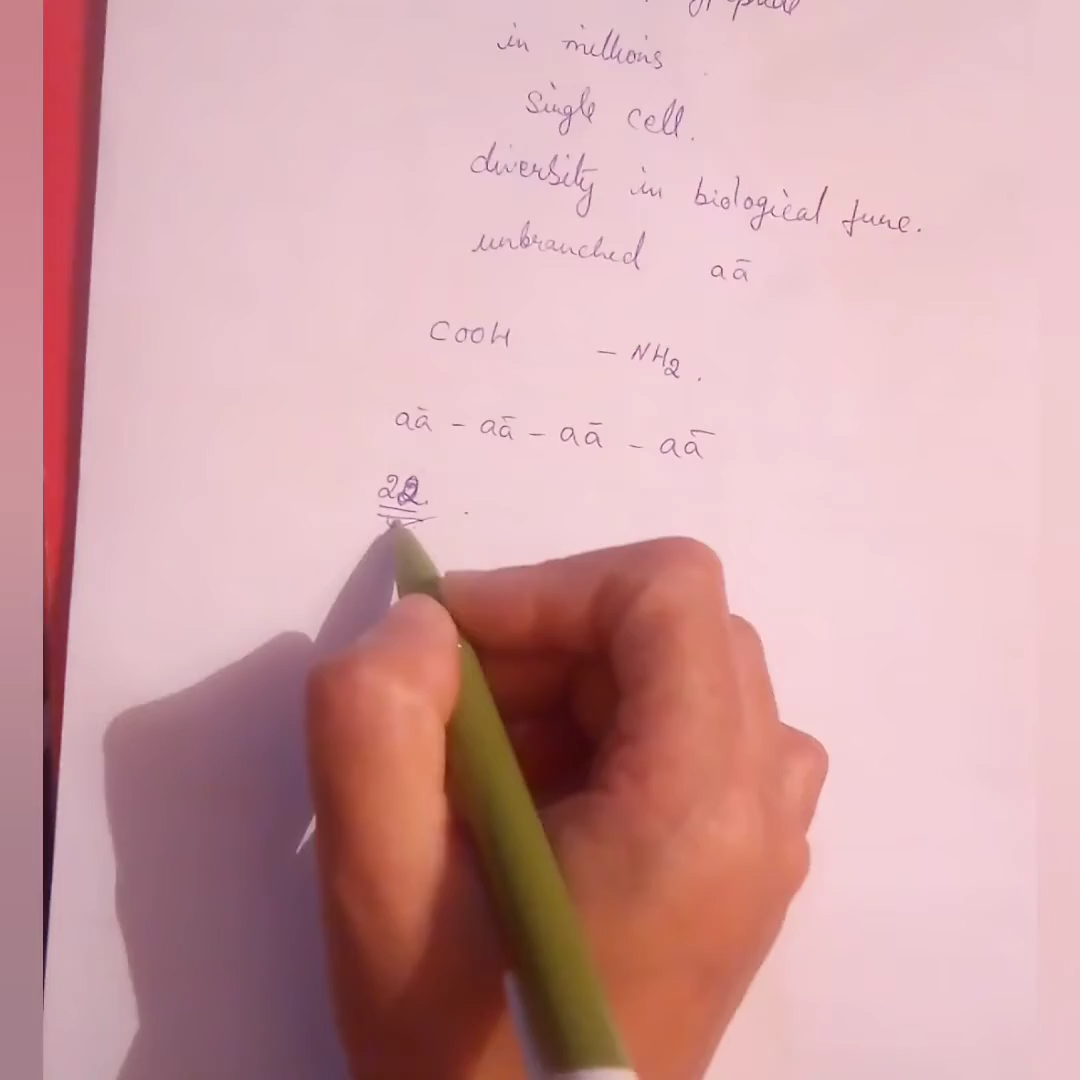 in millions.
single cell.
diversity in biological func.
unbranched aā
COOH – NH2.
aā – aā – aā – aā
22.